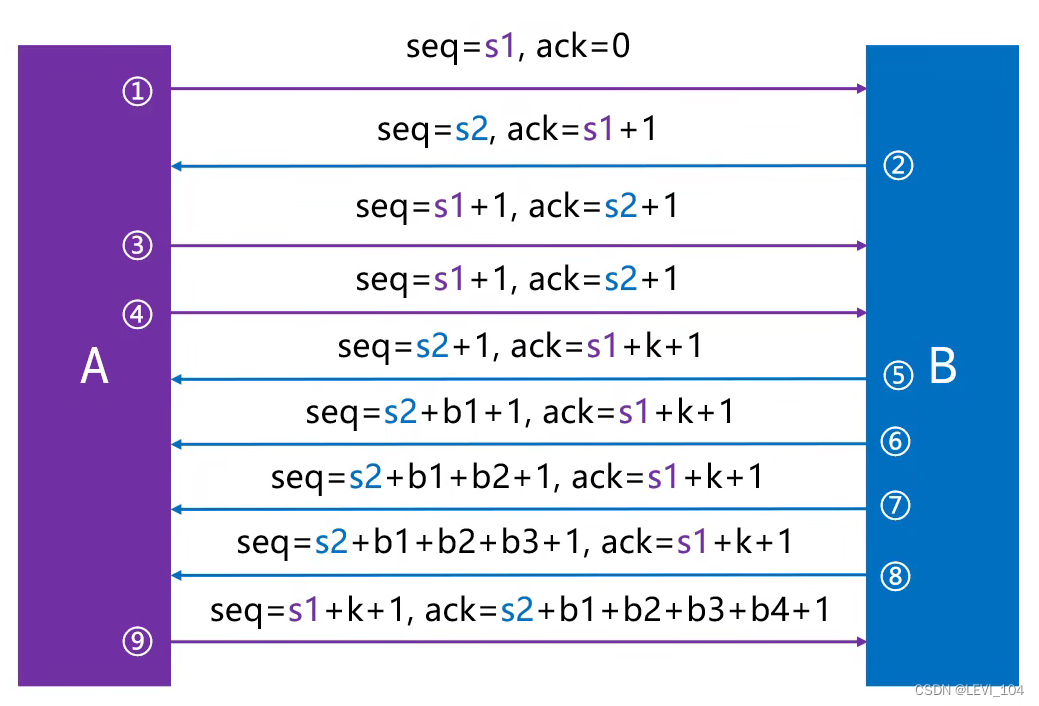 seq=s1, ack=0
①
seq=s2, ack=s1+1
②
seq=s1+1, ack=s2+1
③
seq=s1+1, ack=s2+1
④
seq=s2+1, ack=s1+k+1
A
⑤ B
seq=s2+b1+1, ack=s1+k+1
⑥
seq=s2+b1+b2+1, ack=s1+k+1
⑦
seq=s2+b1+b2+b3+1, ack=s1+k+1
⑧
seq=s1+k+1, ack=s2+b1+b2+b3+b4+1
⑨
CSDN @LEVI_104